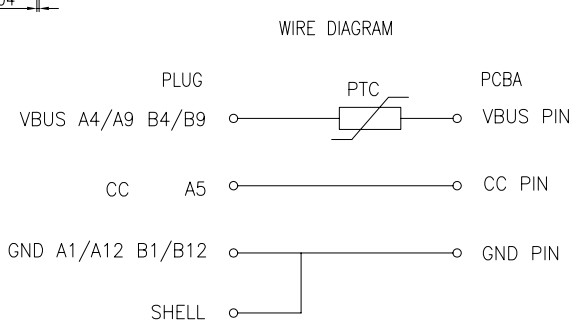 WIRE DIAGRAM
PLUG PTC PCBA
VBUS A4/A9 B4/B9 VBUS PIN
CC A5 CC PIN
GND A1/A12 B1/B12 GND PIN
SHELL